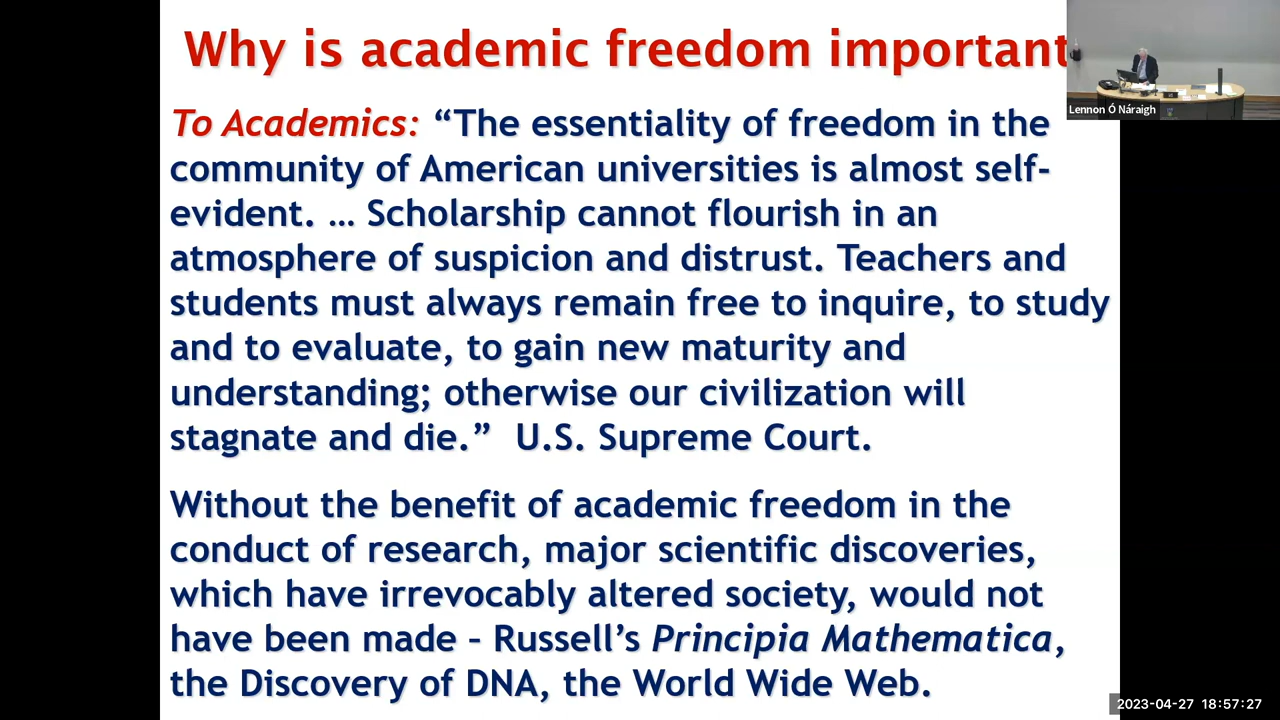 Why is academic freedom important
Lennon Ó Náraigh
To Academics: “The essentiality of freedom in the
community of American universities is almost self-
evident. … Scholarship cannot flourish in an
atmosphere of suspicion and distrust. Teachers and
students must always remain free to inquire, to study
and to evaluate, to gain new maturity and
understanding; otherwise our civilization will
stagnate and die.”  U.S. Supreme Court.
Without the benefit of academic freedom in the
conduct of research, major scientific discoveries,
which have irrevocably altered society, would not
have been made – Russell’s Principia Mathematica,
the Discovery of DNA, the World Wide Web.
2023-04-27 18:57:27